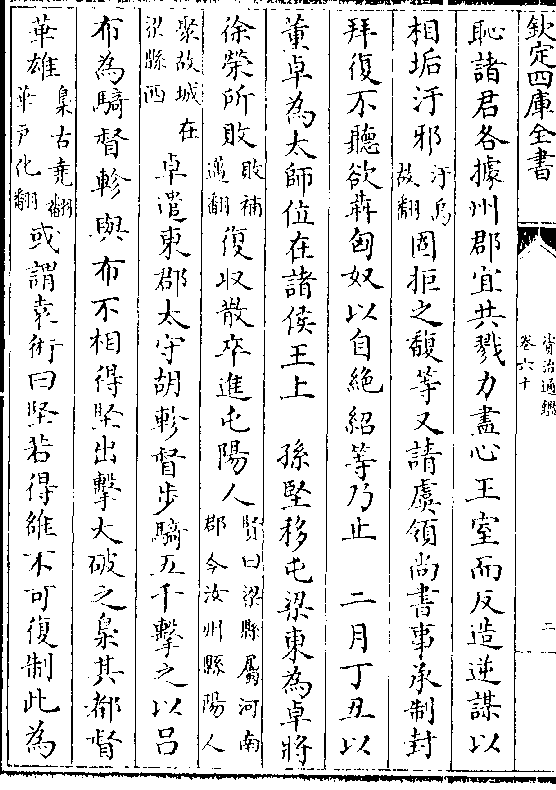 欽定四庫全書
資治通鑑
卷六十
二
恥諸君各據州郡宜共戮力盡心王室而反造逆謀以
相垢汙邪汙烏故翻固拒之馥等又請虞領尚書事承制封
拜復不聽欲奔匈奴以自絶紹等乃止 二月丁丑以
董卓為太師位在諸侯王上 孫堅移屯梁東為卓將
徐榮所敗敗補邁翻復收散卒進屯陽人賢曰梁縣屬河南郡今汝州縣陽人
聚故城在梁縣西卓遣東郡太守胡軫督步騎五千擊之以吕
布為騎督軫與布不相得堅出擊大破之梟其都督
華雄梟古堯翻華户化翻或謂袁術曰堅若得維不可復制此為